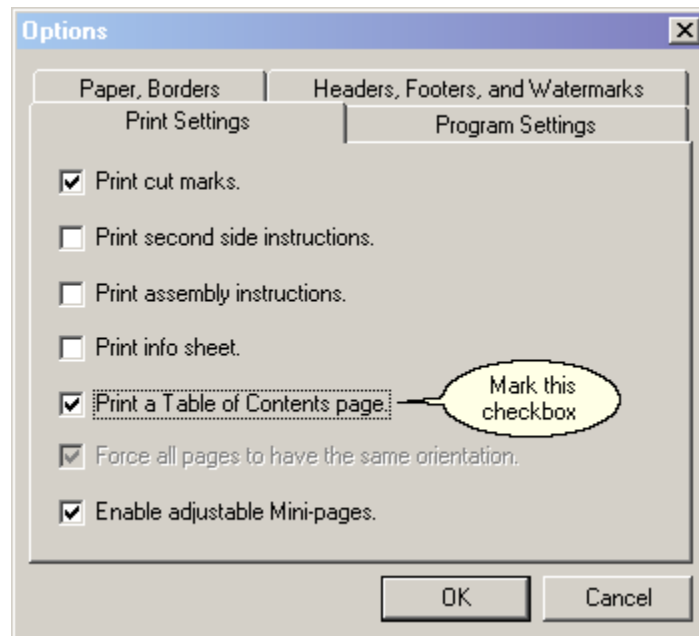 Options
Paper, Borders
Headers, Footers, and Watermarks
Print Settings
Program Settings
Print cut marks.
Print second side instructions.
Print assembly instructions.
Print info sheet.
Print a Table of Contents page.
Mark this
checkbox
Force all pages to have the same orientation.
Enable adjustable Mini-pages.
OK
Cancel